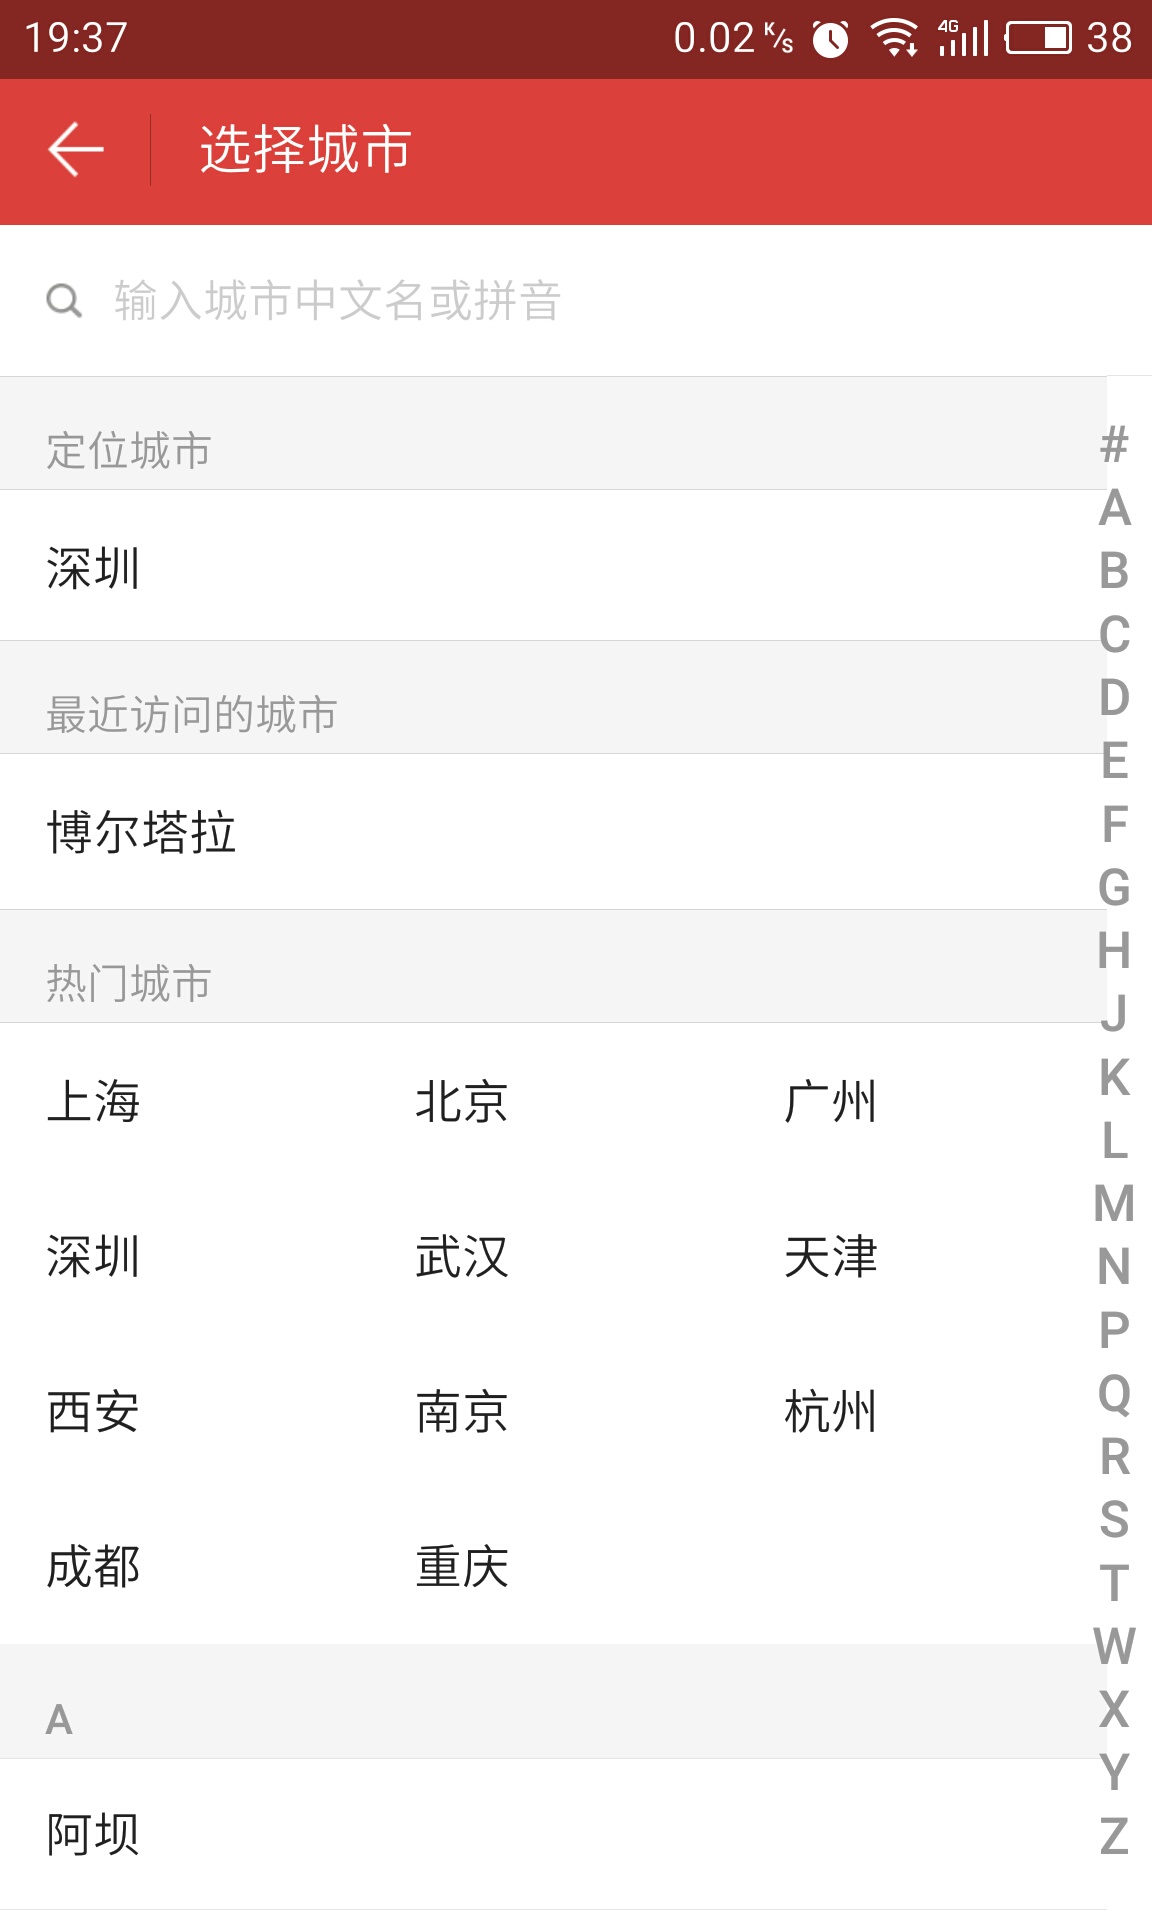 19:37 0.02 K/s 4G 38
选择城市
输入城市中文名或拼音
定位城市
深圳
最近访问的城市
博尔塔拉
热门城市
上海 北京 广州
深圳 武汉 天津
西安 南京 杭州
成都 重庆
A
阿坝
#
A
B
C
D
E
F
G
H
J
K
L
M
N
P
Q
R
S
T
W
X
Y
Z